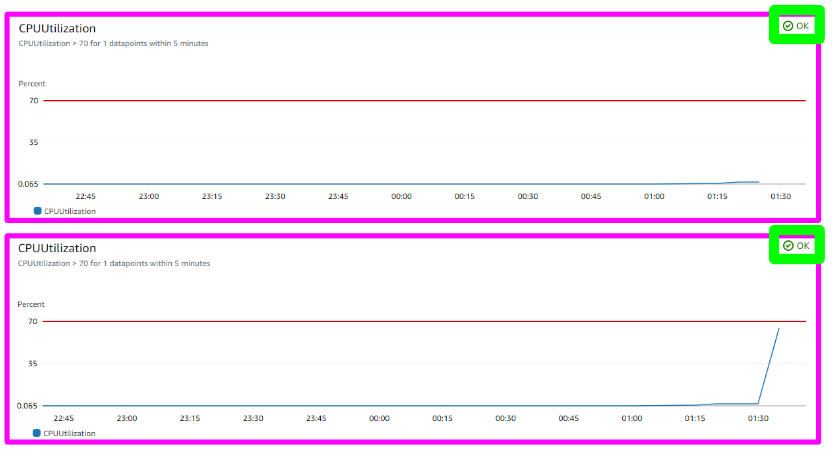 CPUUtilization
OK
CPUUtilization > 70 for 1 datapoints within 5 minutes
Percent
70
35
0.065
22:45 23:00 23:15 23:30 23:45 00:00 00:15 00:30 00:45 01:00 01:15 01:30
CPUUtilization
CPUUtilization
OK
CPUUtilization > 70 for 1 datapoints within 5 minutes
Percent
70
35
0.065
22:45 23:00 23:15 23:30 23:45 00:00 00:15 00:30 00:45 01:00 01:15 01:30
CPUUtilization